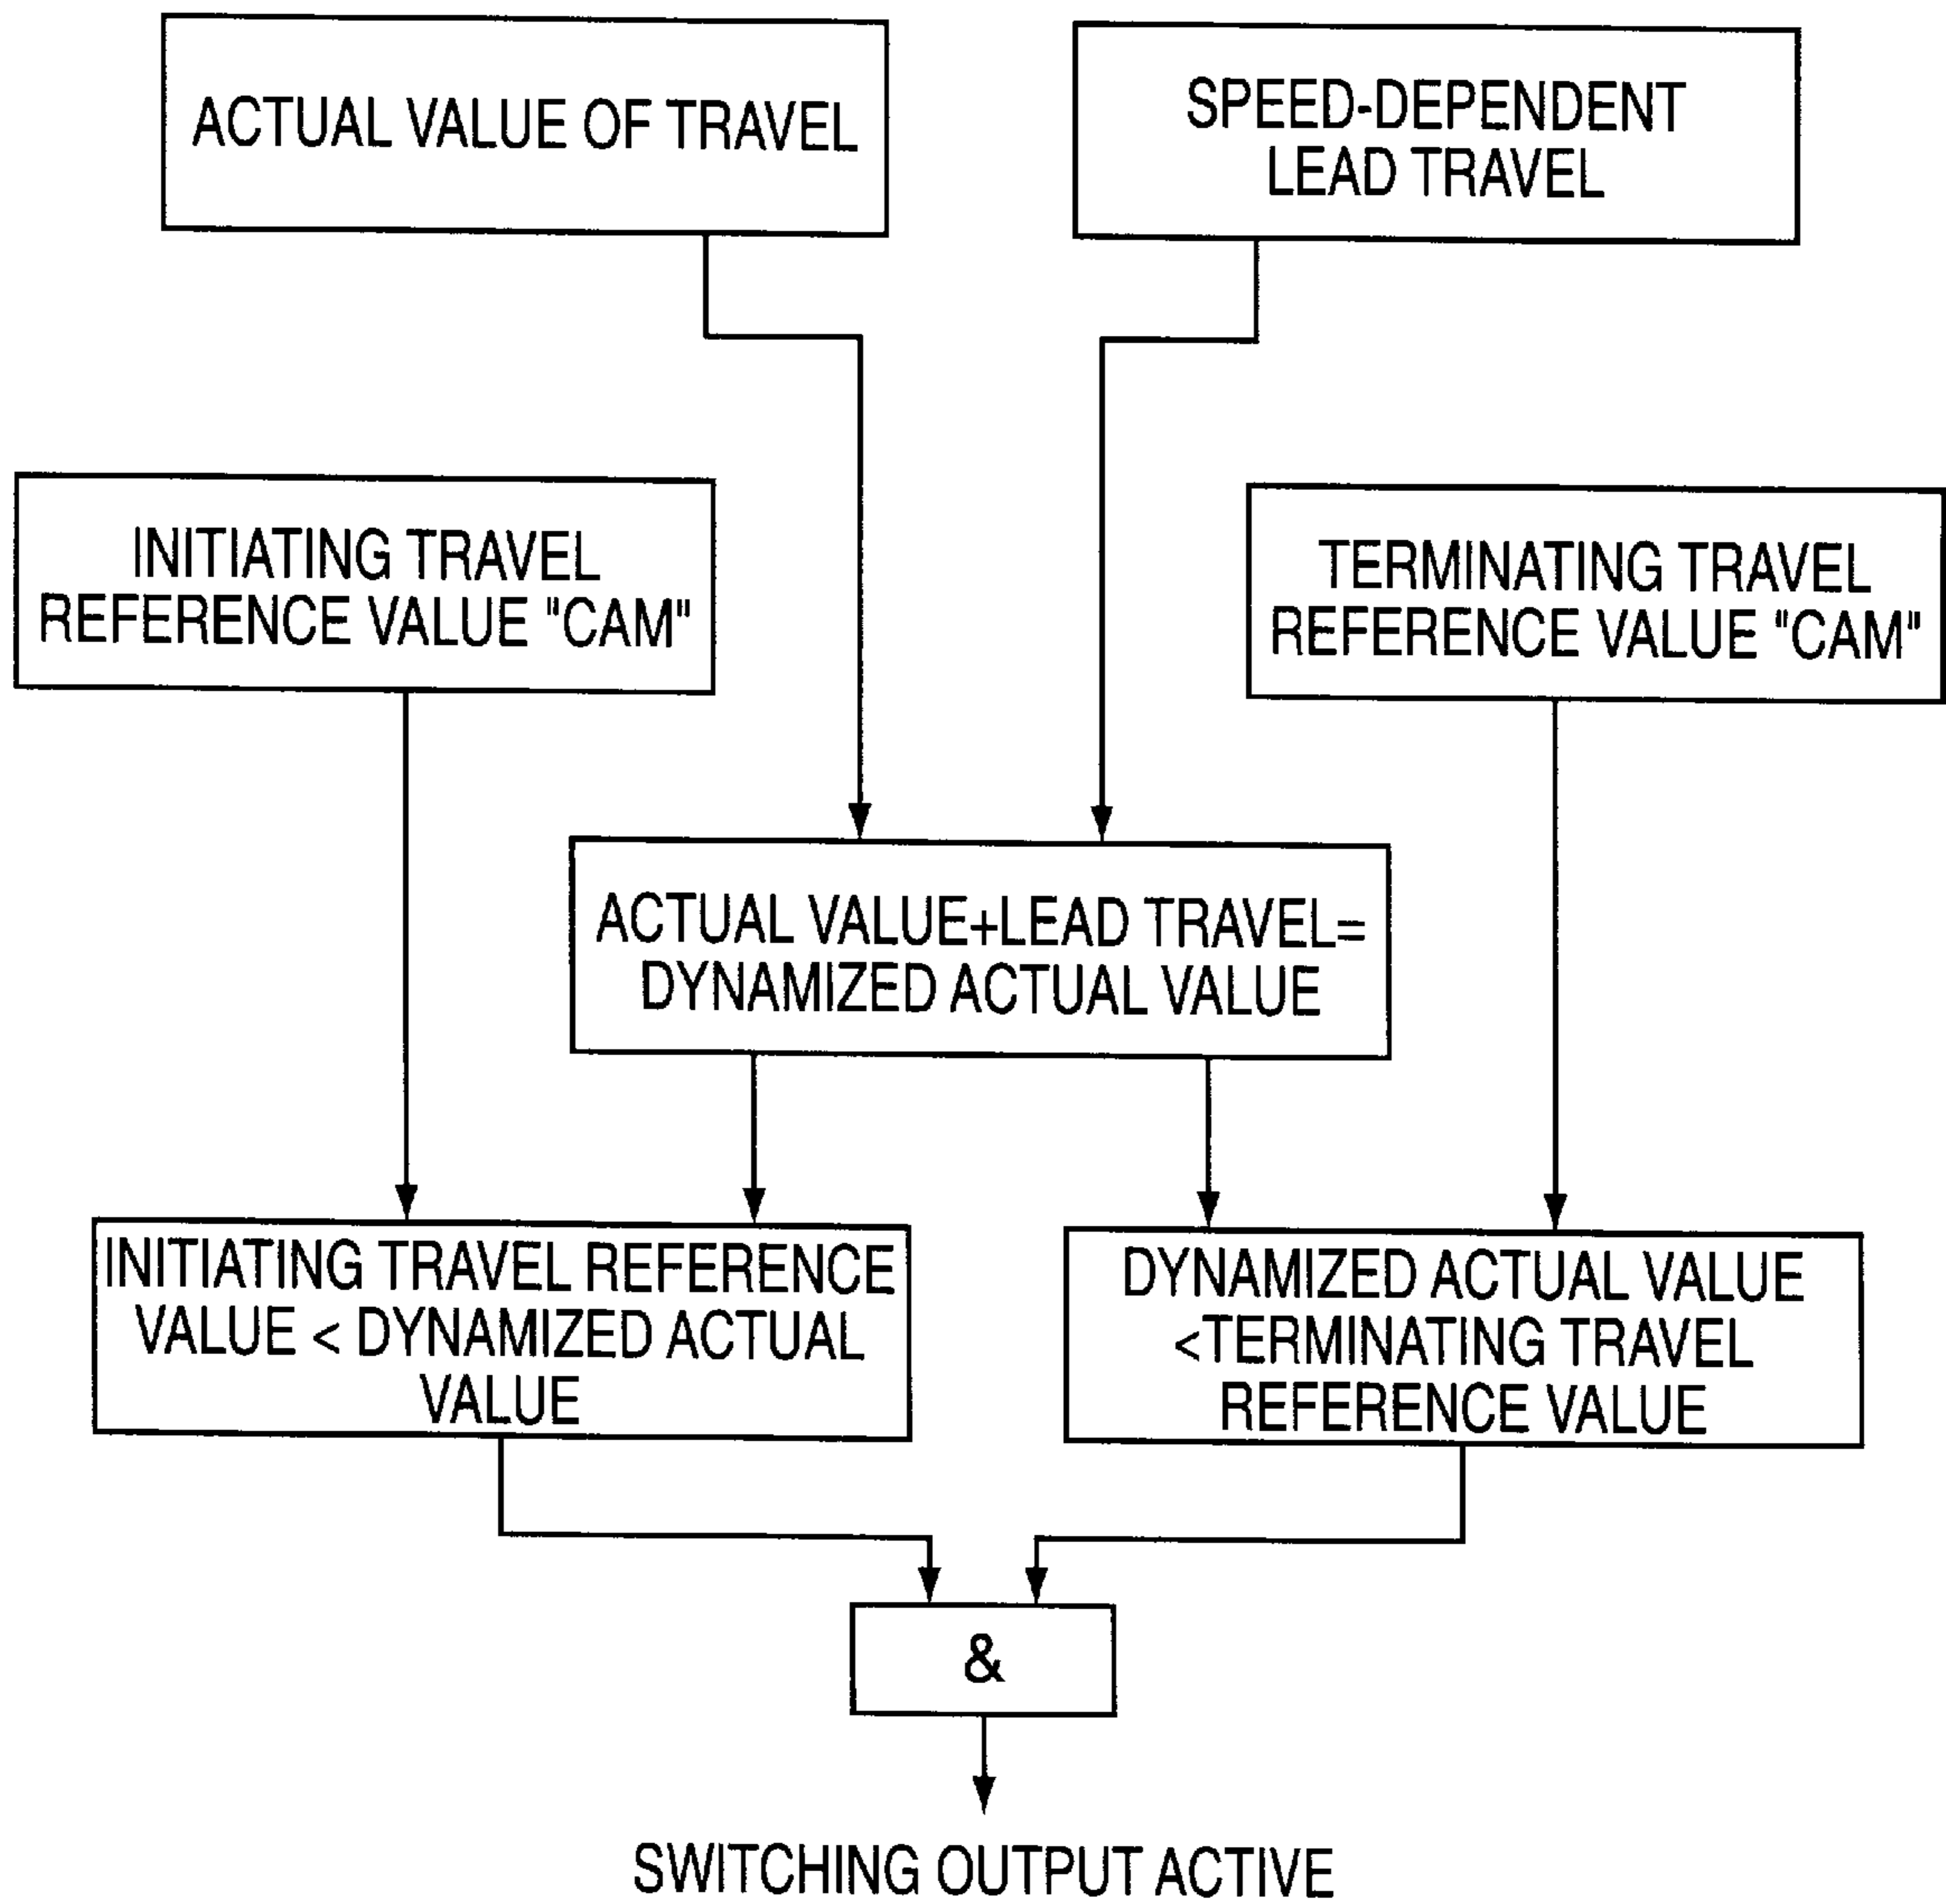 ACTUAL VALUE OF TRAVEL
SPEED-DEPENDENT
LEAD TRAVEL
INITIATING TRAVEL
REFERENCE VALUE "CAM"
TERMINATING TRAVEL
REFERENCE VALUE "CAM"
ACTUAL VALUE+LEAD TRAVEL=
DYNAMIZED ACTUAL VALUE
INITIATING TRAVEL REFERENCE
VALUE < DYNAMIZED ACTUAL
VALUE
DYNAMIZED ACTUAL VALUE
<TERMINATING TRAVEL
REFERENCE VALUE
&
SWITCHING OUTPUT ACTIVE